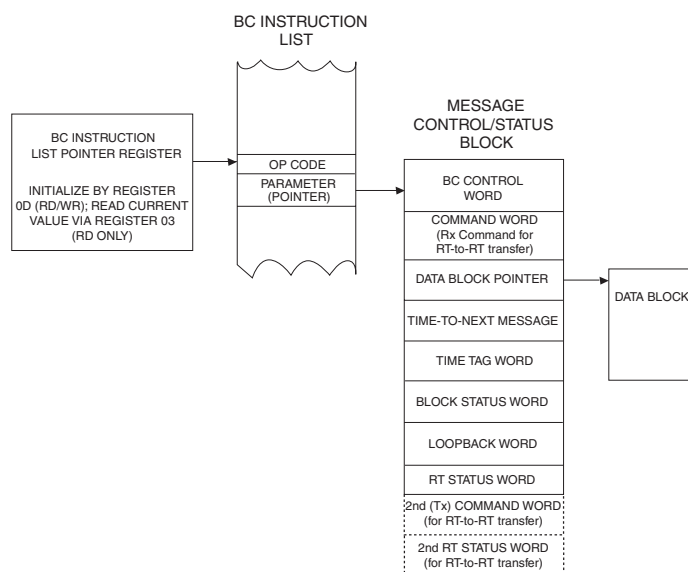 BC INSTRUCTION
LIST
BC INSTRUCTION
LIST POINTER REGISTER
INITIALIZE BY REGISTER
0D (RD/WR); READ CURRENT
VALUE VIA REGISTER 03
(RD ONLY)
OP CODE
PARAMETER
(POINTER)
MESSAGE
CONTROL/STATUS
BLOCK
BC CONTROL
WORD
COMMAND WORD
(Rx Command for
RT-to-RT transfer)
DATA BLOCK POINTER
TIME-TO-NEXT MESSAGE
TIME TAG WORD
BLOCK STATUS WORD
LOOPBACK WORD
RT STATUS WORD
2nd (Tx) COMMAND WORD
(for RT-to-RT transfer)
2nd RT STATUS WORD
(for RT-to-RT transfer)
DATA BLOCK